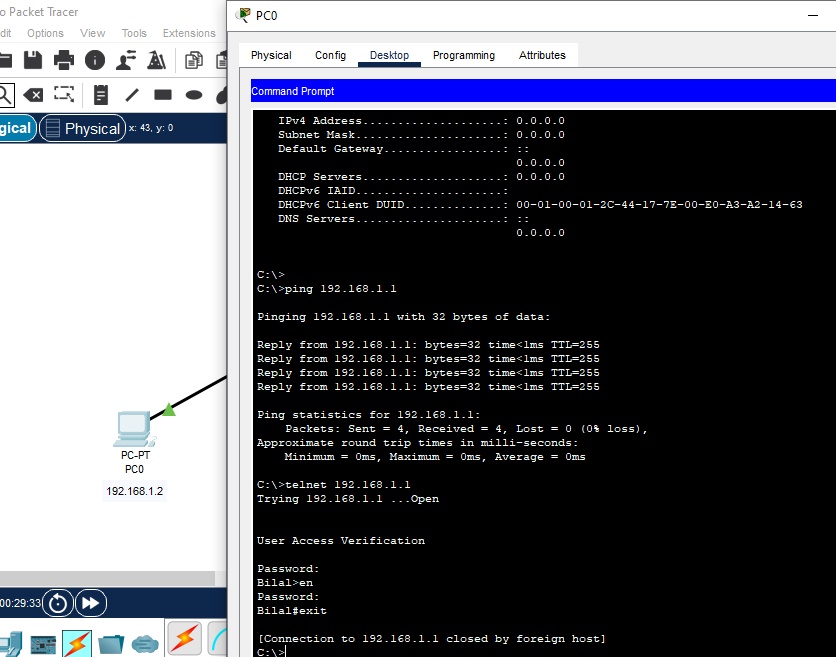 o Packet Tracer
dit Options View Tools Extensions
gical Physical x: 43, y: 0
PC-PT
PC0
192.168.1.2
00:29:33
PC0
Physical Config Desktop Programming Attributes
Command Prompt
IPv4 Address....................: 0.0.0.0
Subnet Mask.....................: 0.0.0.0
Default Gateway.................: ::
0.0.0.0
DHCP Servers....................: 0.0.0.0
DHCPv6 IAID.....................:
DHCPv6 Client DUID..............: 00-01-00-01-2C-44-17-7E-00-E0-A3-A2-14-63
DNS Servers.....................: ::
0.0.0.0
C:\>
C:\>ping 192.168.1.1
Pinging 192.168.1.1 with 32 bytes of data:
Reply from 192.168.1.1: bytes=32 time<1ms TTL=255
Reply from 192.168.1.1: bytes=32 time<1ms TTL=255
Reply from 192.168.1.1: bytes=32 time<1ms TTL=255
Reply from 192.168.1.1: bytes=32 time<1ms TTL=255
Ping statistics for 192.168.1.1:
Packets: Sent = 4, Received = 4, Lost = 0 (0% loss),
Approximate round trip times in milli-seconds:
Minimum = 0ms, Maximum = 0ms, Average = 0ms
C:\>telnet 192.168.1.1
Trying 192.168.1.1 ...Open
User Access Verification
Password:
Bilal>en
Password:
Bilal#exit
[Connection to 192.168.1.1 closed by foreign host]
C:\>